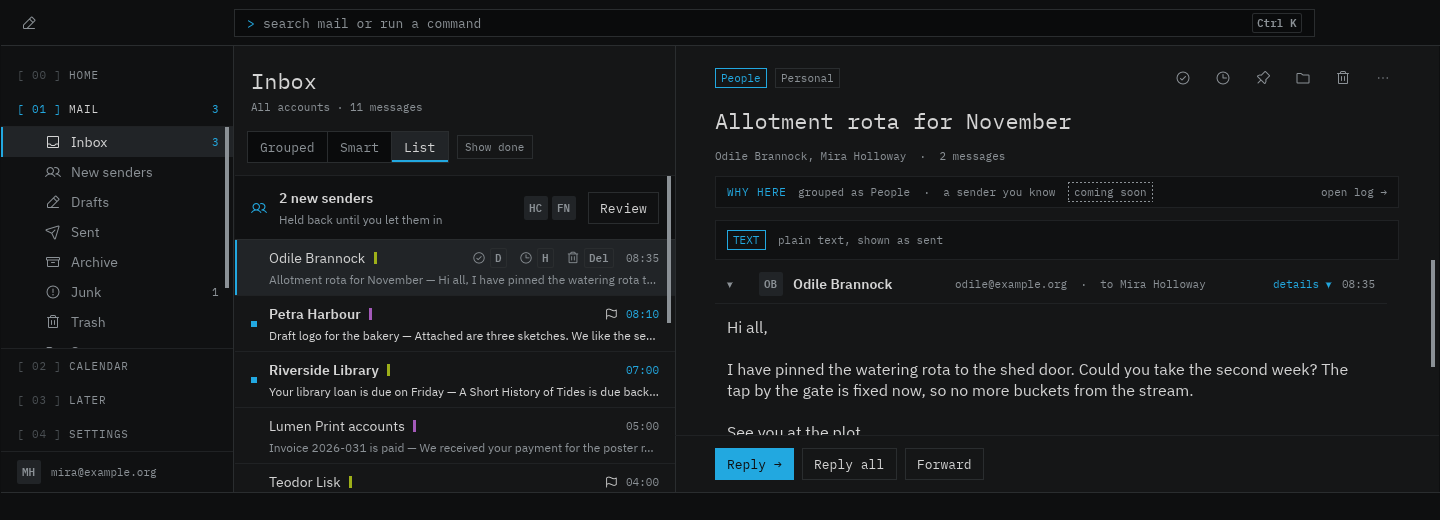 > search mail or run a command Ctrl K
[ 00 ] HOME
[ 01 ] MAIL 3
Inbox 3
New senders
Drafts
Sent
Archive
Junk 1
Trash
[ 02 ] CALENDAR
[ 03 ] LATER
[ 04 ] SETTINGS
MH mira@example.org
Inbox
All accounts · 11 messages
Grouped Smart List Show done
2 new senders
Held back until you let them in
HC FN Review
Odile Brannock D H Del 08:35
Allotment rota for November — Hi all, I have pinned the watering rota t...
Petra Harbour 08:10
Draft logo for the bakery — Attached are three sketches. We like the se...
Riverside Library 07:00
Your library loan is due on Friday — A Short History of Tides is due back...
Lumen Print accounts 05:00
Invoice 2026-031 is paid — We received your payment for the poster r...
Teodor Lisk 04:00
People Personal
Allotment rota for November
Odile Brannock, Mira Holloway · 2 messages
WHY HERE grouped as People · a sender you know coming soon open log →
TEXT plain text, shown as sent
▾ OB Odile Brannock odile@example.org · to Mira Holloway details ▾ 08:35
Hi all,
I have pinned the watering rota to the shed door. Could you take the second week? The
tap by the gate is fixed now, so no more buckets from the stream.
See you at the plot
Reply → Reply all Forward